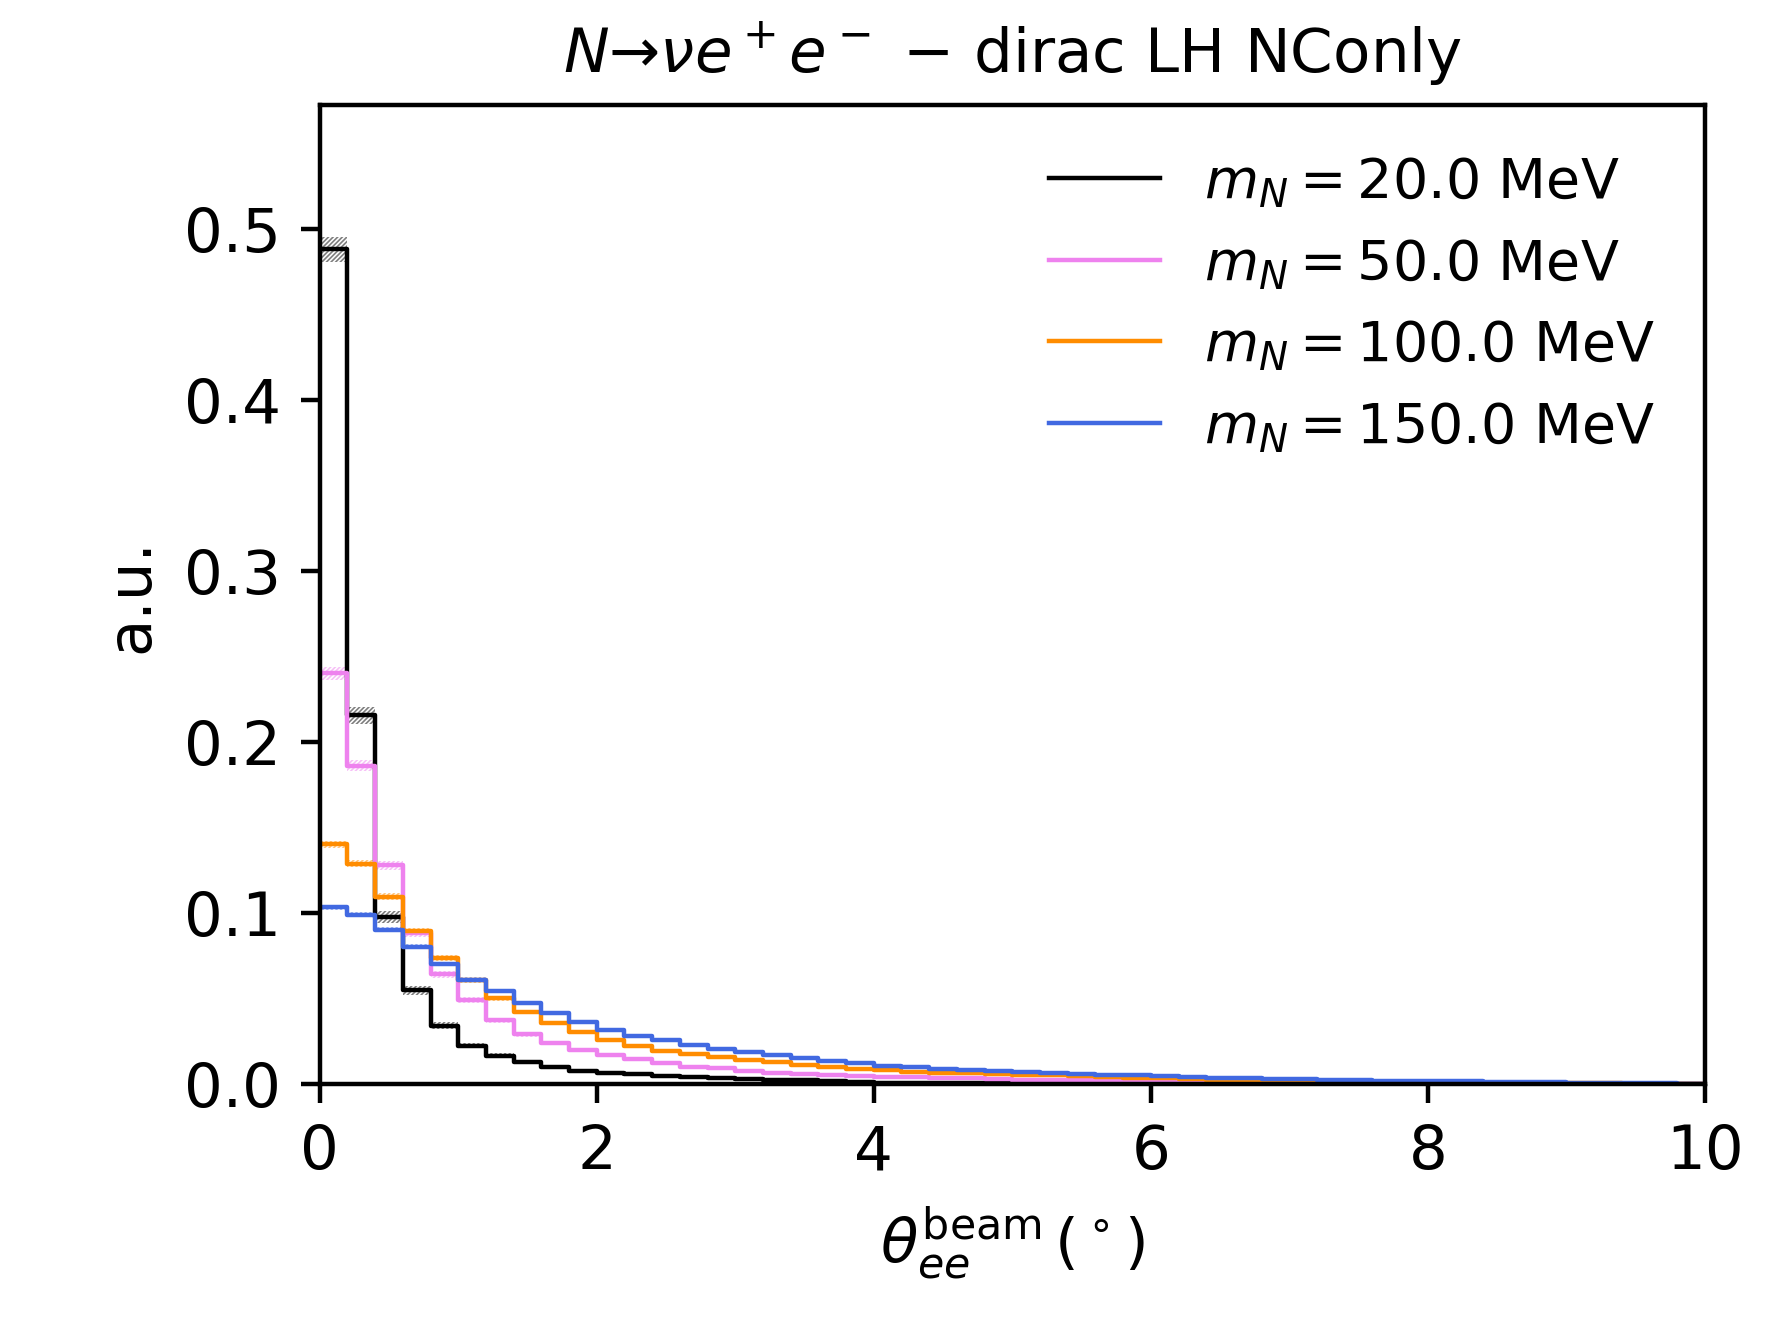 N→νe⁺e⁻ − dirac LH NConly
m_N = 20.0 MeV
m_N = 50.0 MeV
m_N = 100.0 MeV
m_N = 150.0 MeV
a.u.
0.5
0.4
0.3
0.2
0.1
0.0
0 2 4 6 8 10
θ_ee^beam (°)